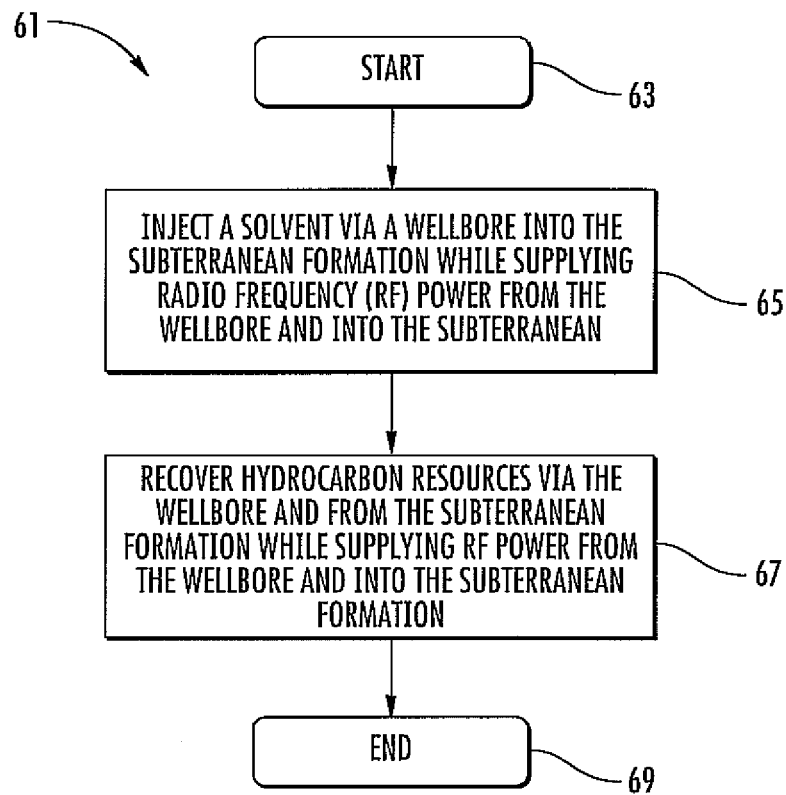 61
START
63
INJECT A SOLVENT VIA A WELLBORE INTO THE
SUBTERRANEAN FORMATION WHILE SUPPLYING
RADIO FREQUENCY (RF) POWER FROM THE
WELLBORE AND INTO THE SUBTERRANEAN
65
RECOVER HYDROCARBON RESOURCES VIA THE
WELLBORE AND FROM THE SUBTERRANEAN
FORMATION WHILE SUPPLYING RF POWER FROM
THE WELLBORE AND INTO THE SUBTERRANEAN
FORMATION
67
END
69